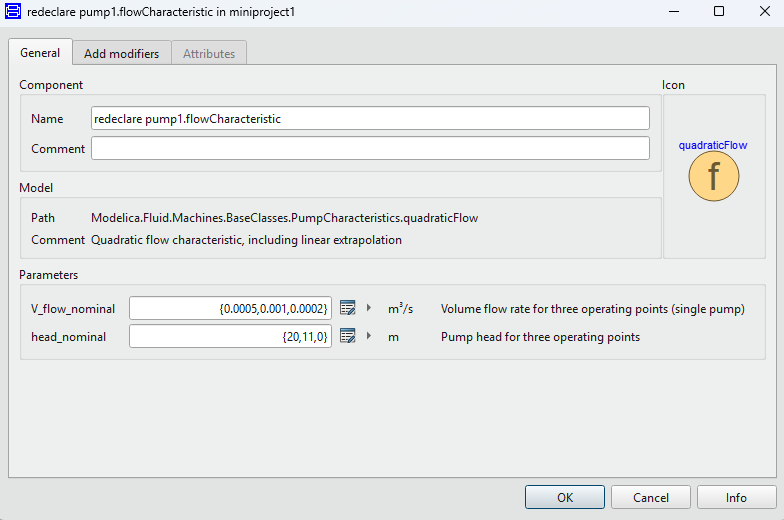 redeclare pump1.flowCharacteristic in miniproject1
General Add modifiers Attributes
Component Icon
Name redeclare pump1.flowCharacteristic
Comment
quadraticFlow
f
Model
Path Modelica.Fluid.Machines.BaseClasses.PumpCharacteristics.quadraticFlow
Comment Quadratic flow characteristic, including linear extrapolation
Parameters
V_flow_nominal {0.0005,0.001,0.0002} m³/s Volume flow rate for three operating points (single pump)
head_nominal {20,11,0} m Pump head for three operating points
OK Cancel Info